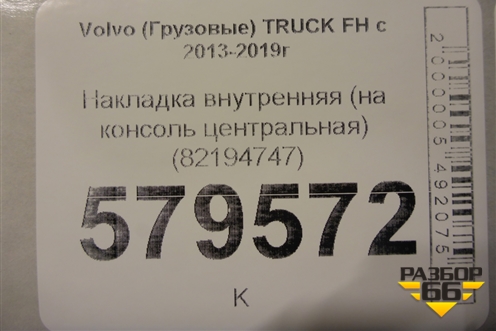 Volvo (Грузовые) TRUCK FH с
2013-2019г
Накладка внутренняя (на
консоль центральная)
(82194747)
579572
К
2000005492075
РАЗБОР
66